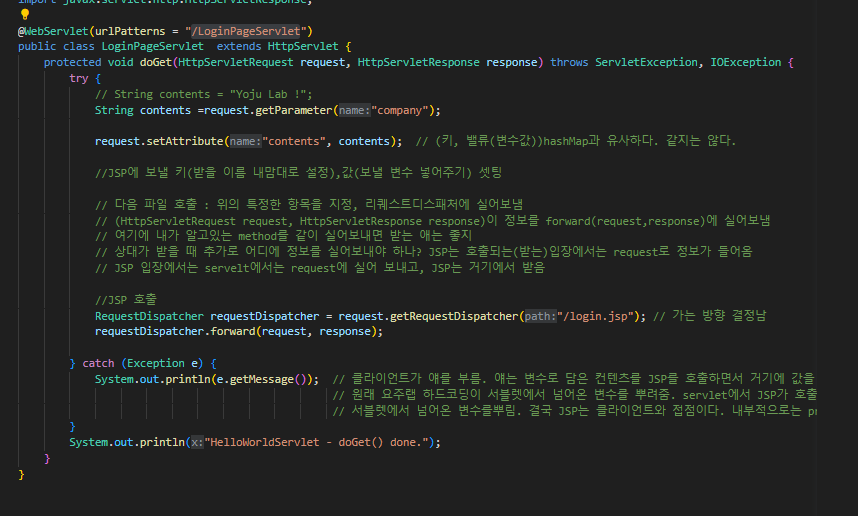 import javax.servlet.http.HttpServletResponse;
@WebServlet(urlPatterns = "/LoginPageServlet")
public class LoginPageServlet  extends HttpServlet {
protected void doGet(HttpServletRequest request, HttpServletResponse response) throws ServletException, IOException {
try {
// String contents = "Yoju Lab !";
String contents =request.getParameter(name:"company");
request.setAttribute(name:"contents", contents);  // (키, 밸류(변수값))hashMap과 유사하다. 같지는 않다.
//JSP에 보낼 키(받을 이름 내맘대로 설정),값(보낼 변수 넣어주기) 셋팅
// 다음 파일 호출 : 위의 특정한 항목을 지정, 리퀘스트디스패처에 실어보냄
// (HttpServletRequest request, HttpServletResponse response)이 정보를 forward(request,response)에 실어보냄
// 여기에 내가 알고있는 method를 같이 실어보내면 받는 애는 좋지
// 상대가 받을 때 추가로 어디에 정보를 실어보내야 하나? JSP는 호출되는(받는)입장에서는 request로 정보가 들어옴
// JSP 입장에서는 servelt에서는 request에 실어 보내고, JSP는 거기에서 받음
//JSP 호출
RequestDispatcher requestDispatcher = request.getRequestDispatcher(path:"/login.jsp"); // 가는 방향 결정남
requestDispatcher.forward(request, response);
} catch (Exception e) {
System.out.println(e.getMessage());  // 클라이언트가 얘를 부름. 얘는 변수로 담은 컨텐츠를 JSP를 호출하면서 거기에 값을
// 원래 요주랩 하드코딩이 서블렛에서 넘어온 변수를 뿌려줌. servlet에서 JSP가 호출
// 서블렛에서 넘어온 변수를뿌림. 결국 JSP는 클라이언트와 접점이다. 내부적으로는 pr
}
System.out.println(x:"HelloWorldServlet - doGet() done.");
}
}